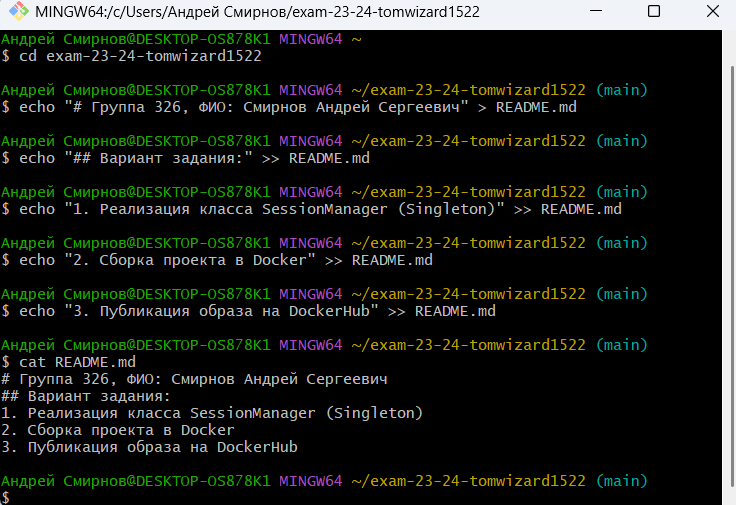 MINGW64:/c/Users/Андрей Смирнов/exam-23-24-tomwizard1522
Андрей Смирнов@DESKTOP-OS878K1 MINGW64 ~
$ cd exam-23-24-tomwizard1522
Андрей Смирнов@DESKTOP-OS878K1 MINGW64 ~/exam-23-24-tomwizard1522 (main)
$ echo "# Группа 326, ФИО: Смирнов Андрей Сергеевич" > README.md
Андрей Смирнов@DESKTOP-OS878K1 MINGW64 ~/exam-23-24-tomwizard1522 (main)
$ echo "## Вариант задания:" >> README.md
Андрей Смирнов@DESKTOP-OS878K1 MINGW64 ~/exam-23-24-tomwizard1522 (main)
$ echo "1. Реализация класса SessionManager (Singleton)" >> README.md
Андрей Смирнов@DESKTOP-OS878K1 MINGW64 ~/exam-23-24-tomwizard1522 (main)
$ echo "2. Сборка проекта в Docker" >> README.md
Андрей Смирнов@DESKTOP-OS878K1 MINGW64 ~/exam-23-24-tomwizard1522 (main)
$ echo "3. Публикация образа на DockerHub" >> README.md
Андрей Смирнов@DESKTOP-OS878K1 MINGW64 ~/exam-23-24-tomwizard1522 (main)
$ cat README.md
# Группа 326, ФИО: Смирнов Андрей Сергеевич
## Вариант задания:
1. Реализация класса SessionManager (Singleton)
2. Сборка проекта в Docker
3. Публикация образа на DockerHub
Андрей Смирнов@DESKTOP-OS878K1 MINGW64 ~/exam-23-24-tomwizard1522 (main)
$